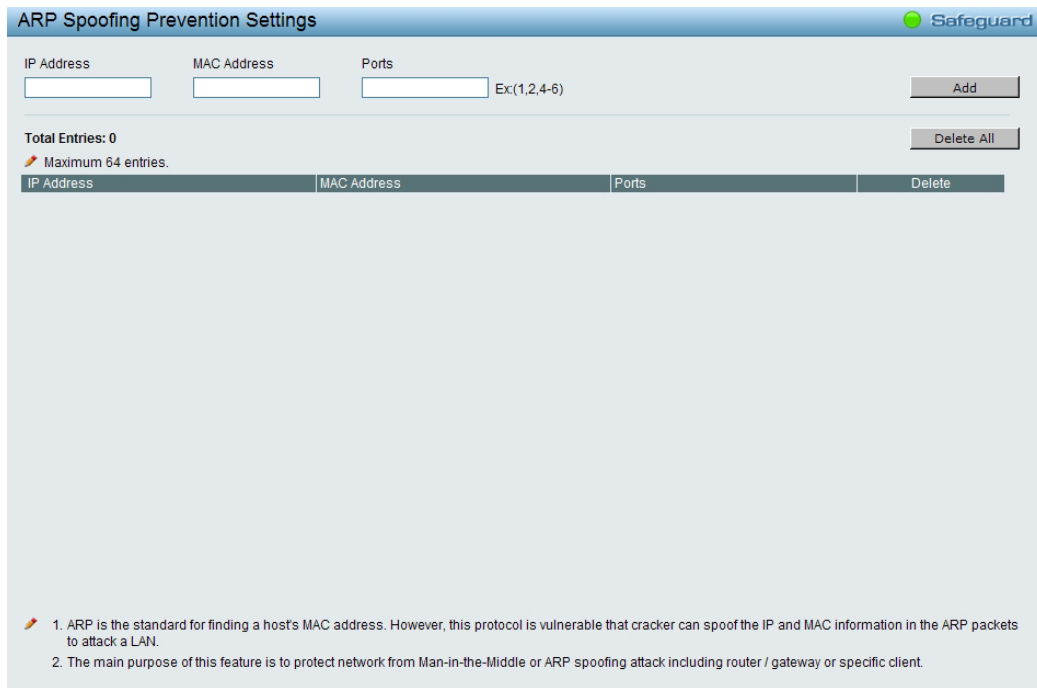 ARP Spoofing Prevention Settings
Safeguard
IP Address MAC Address Ports
Ex:(1,2,4-6)
Add
Total Entries: 0
Delete All
Maximum 64 entries.
IP Address MAC Address Ports Delete
1. ARP is the standard for finding a host's MAC address. However, this protocol is vulnerable that cracker can spoof the IP and MAC information in the ARP packets
to attack a LAN.
2. The main purpose of this feature is to protect network from Man-in-the-Middle or ARP spoofing attack including router / gateway or specific client.